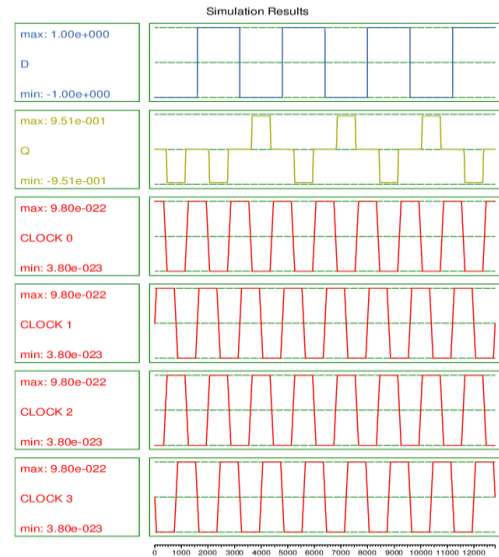 Simulation Results
max: 1.00e+000
D
min: -1.00e+000
max: 9.51e-001
Q
min: -9.51e-001
max: 9.80e-022
CLOCK 0
min: 3.80e-023
max: 9.80e-022
CLOCK 1
min: 3.80e-023
max: 9.80e-022
CLOCK 2
min: 3.80e-023
max: 9.80e-022
CLOCK 3
min: 3.80e-023
0 1000 2000 3000 4000 5000 6000 7000 8000 9000 10000 11000 12000